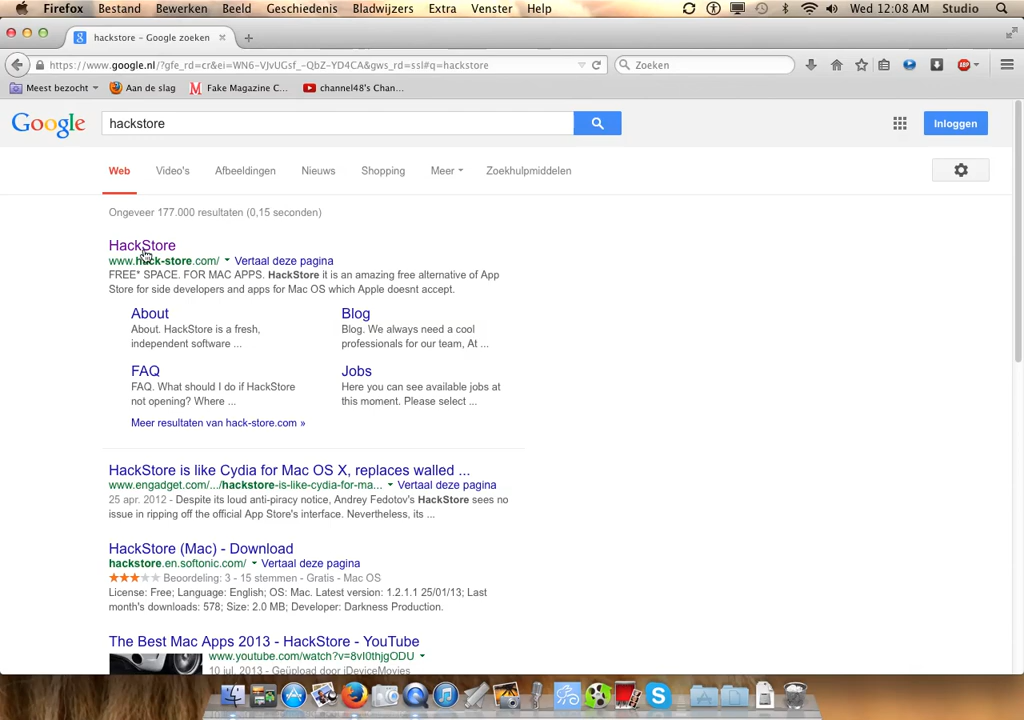 Firefox Bestand Bewerken Beeld Geschiedenis Bladwijzers Extra Venster Help Wed 12:08 AM Studio
hackstore - Google zoeken
https://www.google.nl/?gfe_rd=cr&ei=WN6-VJvUGsf_-QbZ-YD4CA&gws_rd=ssl#q=hackstore Zoeken
Meest bezocht Aan de slag Fake Magazine C... channel48's Chan...
Google hackstore Inloggen
Web Video's Afbeeldingen Nieuws Shopping Meer Zoekhulpmiddelen
Ongeveer 177.000 resultaten (0,15 seconden)
HackStore
www.hack-store.com/ Vertaal deze pagina
FREE* SPACE. FOR MAC APPS. HackStore it is an amazing free alternative of App
Store for side developers and apps for Mac OS which Apple doesnt accept.
About Blog
About. HackStore is a fresh, Blog. We always need a cool
independent software ... professionals for our team, At ...
FAQ Jobs
FAQ. What should I do if HackStore Here you can see available jobs at
not opening? Where ... this moment. Please select ...
Meer resultaten van hack-store.com »
HackStore is like Cydia for Mac OS X, replaces walled ...
www.engadget.com/.../hackstore-is-like-cydia-for-ma... Vertaal deze pagina
25 apr. 2012 - Despite its loud anti-piracy notice, Andrey Fedotov's HackStore sees no
issue in ripping off the official App Store's interface. Nevertheless, its ...
HackStore (Mac) - Download
hackstore.en.softonic.com/ Vertaal deze pagina
Beoordeling: 3 - 15 stemmen - Gratis - Mac OS
License: Free; Language: English; OS: Mac. Latest version: 1.2.1.1 25/01/13; Last
month's downloads: 578; Size: 2.0 MB; Developer: Darkness Production.
The Best Mac Apps 2013 - HackStore - YouTube
www.youtube.com/watch?v=8vI0thjgODU
10 jul. 2013 - Geüpload door iDeviceMovies